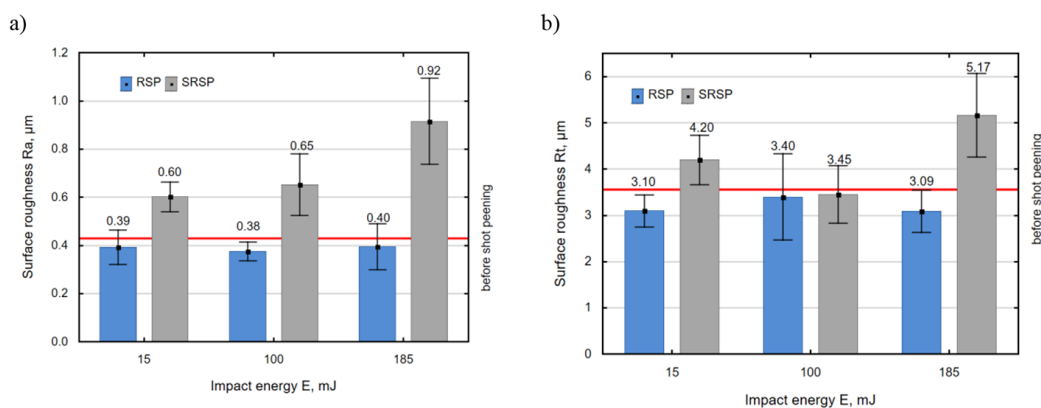 a)
Surface roughness Ra, µm
1.2
1.0
0.8
0.6
0.4
0.2
0.0
RSP SRSP
0.39
0.60
0.38
0.65
0.40
0.92
before shot peening
15 100 185
Impact energy E, mJ
b)
Surface roughness Rt, µm
6
5
4
3
2
1
0
RSP SRSP
3.10
4.20
3.40
3.45
3.09
5.17
before shot peening
15 100 185
Impact energy E, mJ